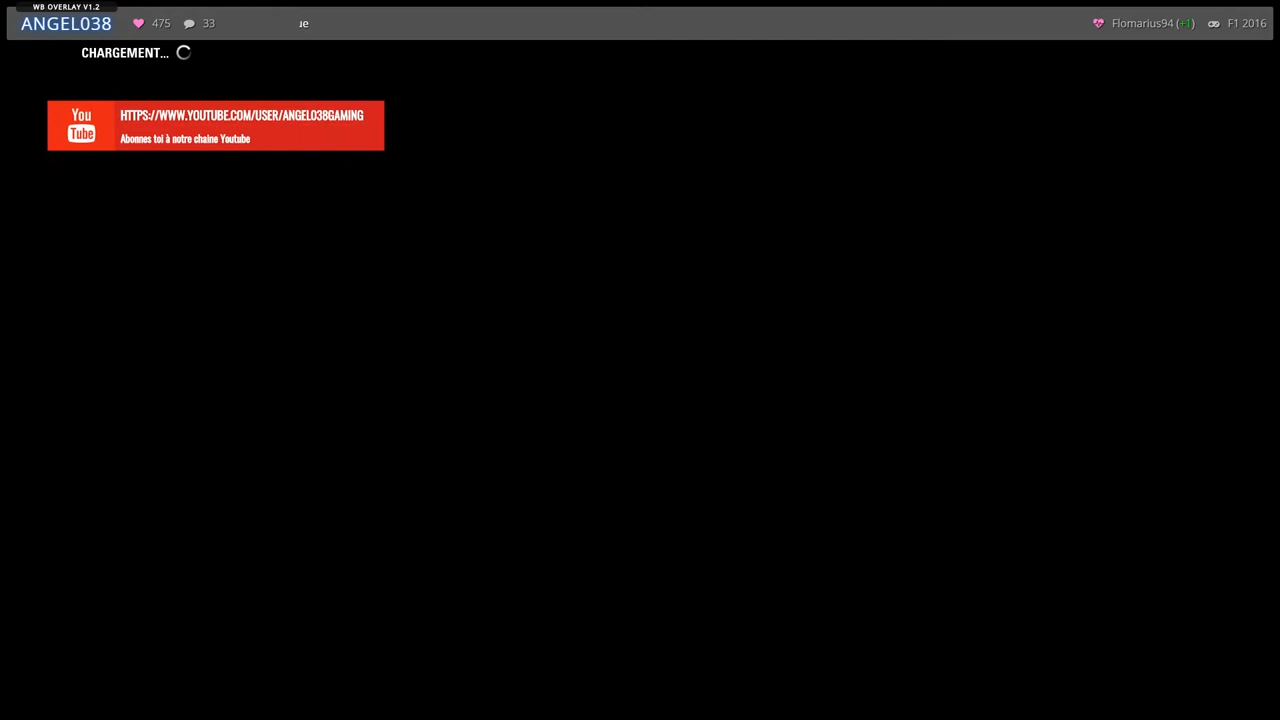 WB OVERLAY V1.2
ANGEL038 475 33 Flomarius94 (+1) F1 2016
CHARGEMENT...
You Tube
HTTPS://WWW.YOUTUBE.COM/USER/ANGEL038GAMING
Abonnes toi à notre chaine Youtube